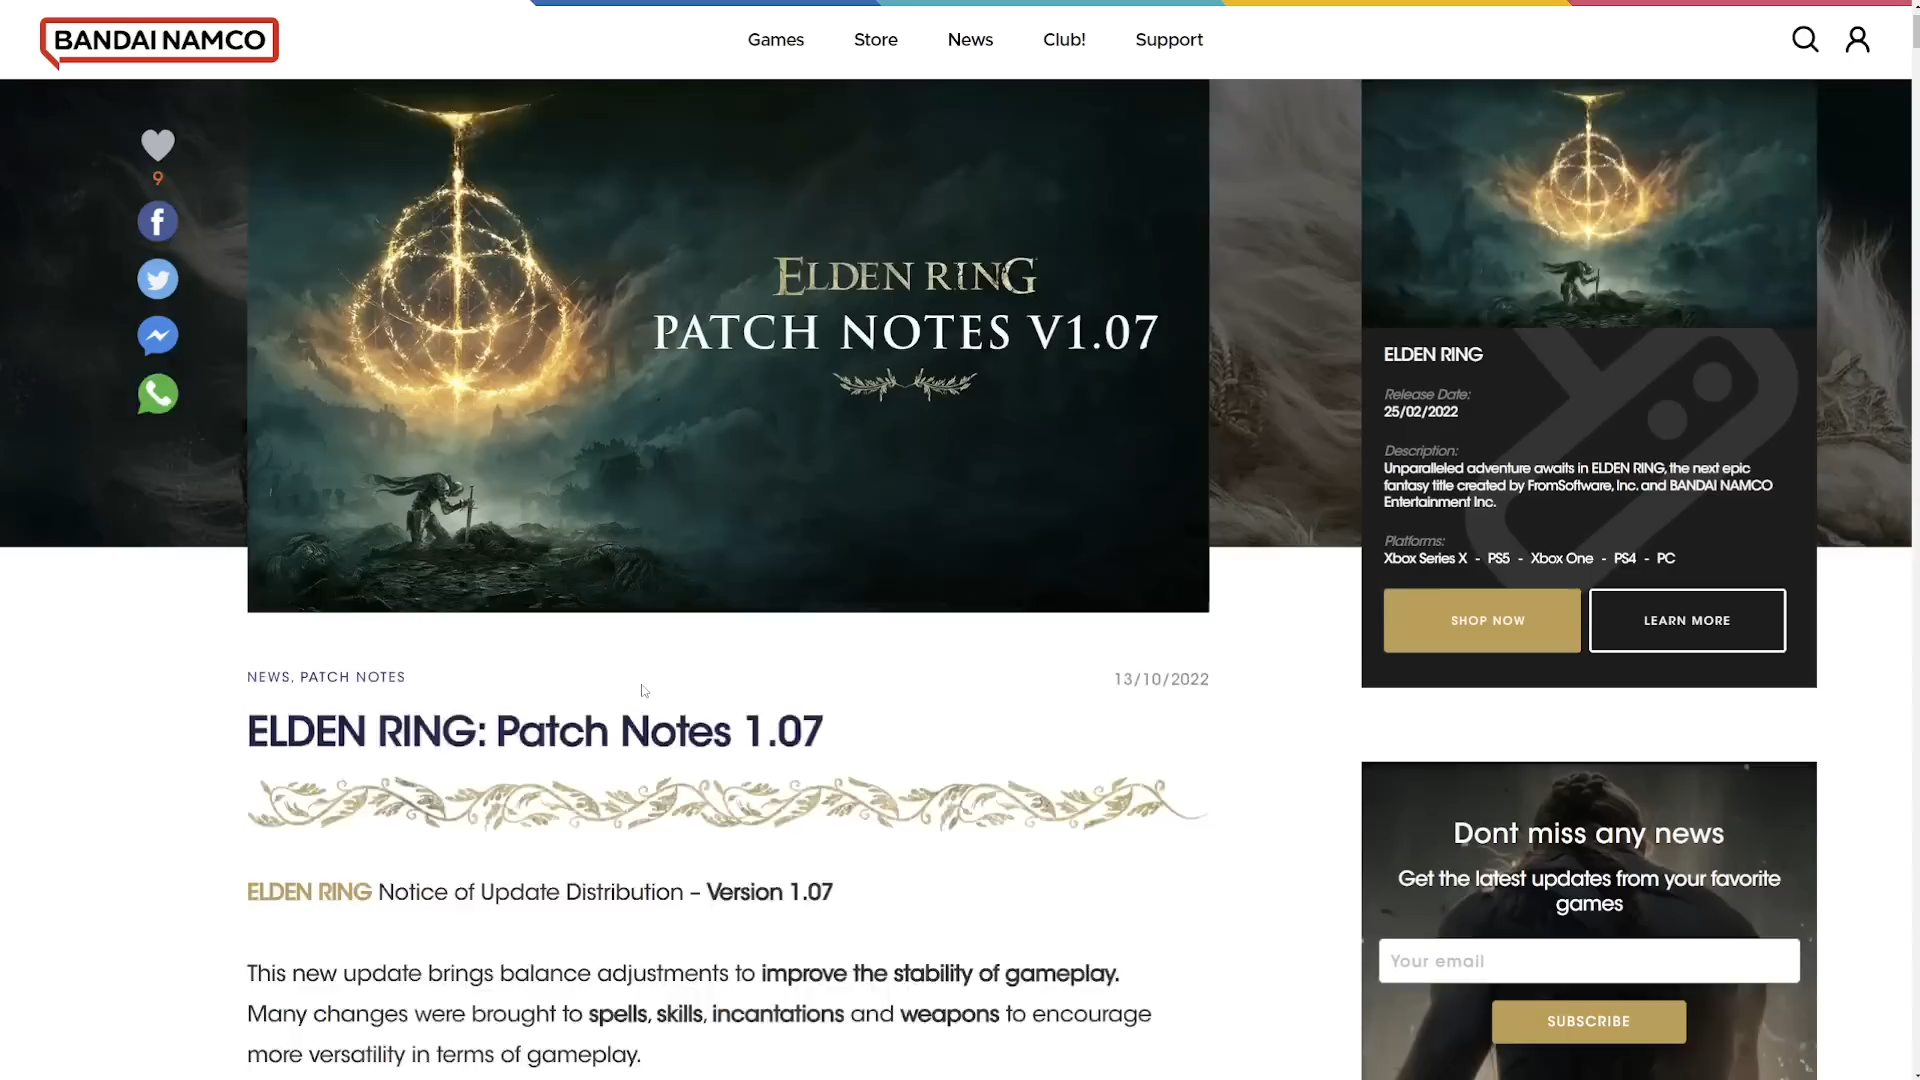 BANDAI NAMCO
Games
Store
News
Club!
Support
9
ELDEN RING
PATCH NOTES V1.07
ELDEN RING
Release Date:
25/02/2022
Description:
Unparalleled adventure awaits in ELDEN RING, the next epic
fantasy title created by FromSoftware, Inc. and BANDAI NAMCO
Entertainment Inc.
Platforms:
Xbox Series X - PS5 - Xbox One - PS4 - PC
SHOP NOW
LEARN MORE
NEWS, PATCH NOTES
13/10/2022
ELDEN RING: Patch Notes 1.07
ELDEN RING Notice of Update Distribution – Version 1.07
This new update brings balance adjustments to improve the stability of gameplay.
Many changes were brought to spells, skills, incantations and weapons to encourage
more versatility in terms of gameplay.
Dont miss any news
Get the latest updates from your favorite
games
Your email
SUBSCRIBE